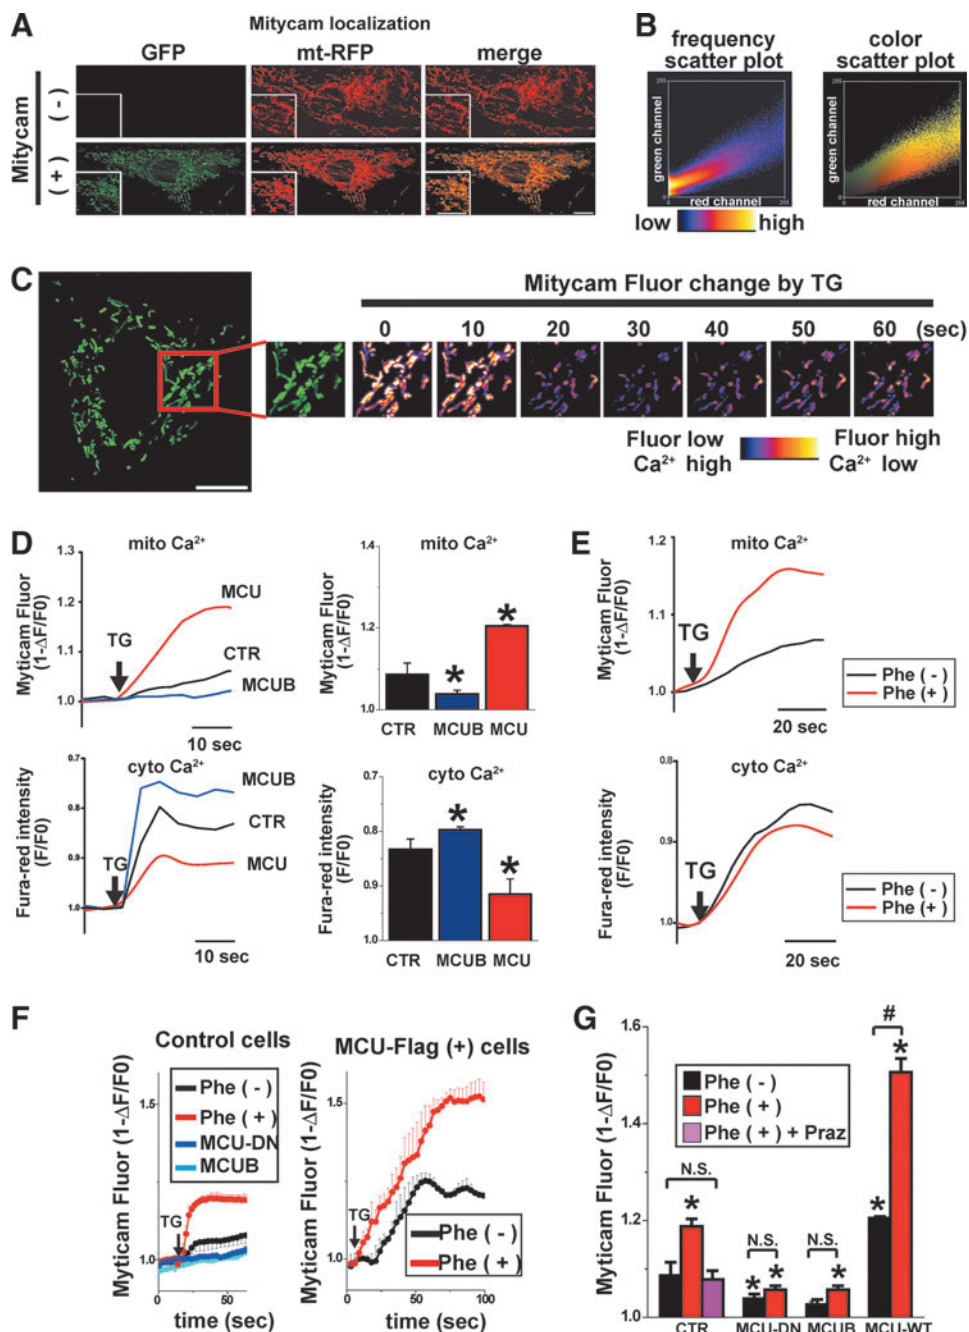 A
Mitycam localization
GFP
mt-RFP
merge
Mitycam
(-)
(+)
B
frequency
scatter plot
color
scatter plot
255
green channel
0
red channel
255
255
green channel
0
red channel
255
low
high
C
Mitycam Fluor change by TG
0 10 20 30 40 50 60 (sec)
Fluor low
Ca²⁺ high
Fluor high
Ca²⁺ low
D
mito Ca²⁺
Myticam Fluor
(1-ΔF/F0)
1.3
1.2
1.1
1.0
MCU
TG
CTR
MCUB
10 sec
mito Ca²⁺
Myticam Fluor
(1-ΔF/F0)
1.4
1.2
1.0
*
*
CTR MCUB MCU
cyto Ca²⁺
Fura-red intensity
(F/F0)
0.7
0.8
0.9
1.0
MCUB
CTR
TG
MCU
10 sec
cyto Ca²⁺
Fura-red intensity
(F/F0)
0.7
0.8
0.9
1.0
*
*
CTR MCUB MCU
E
mito Ca²⁺
Myticam Fluor
(1-ΔF/F0)
1.2
1.1
1.0
TG
Phe (-)
Phe (+)
20 sec
cyto Ca²⁺
Fura-red intensity
(F/F0)
0.8
0.9
1.0
TG
Phe (-)
Phe (+)
20 sec
F
Control cells
Myticam Fluor (1-ΔF/F0)
1.5
1.0
Phe (-)
Phe (+)
MCU-DN
MCUB
TG
0 50
time (sec)
MCU-Flag (+) cells
Myticam Fluor (1-ΔF/F0)
1.5
1.0
TG
Phe (-)
Phe (+)
0 50 100
time (sec)
G
Myticam Fluor (1-ΔF/F0)
1.6
1.4
1.2
1.0
Phe (-)
Phe (+)
Phe (+) + Praz
#
*
N.S.
*
N.S.
N.S.
*
*
*
*
CTR MCU-DN MCUB MCU-WT